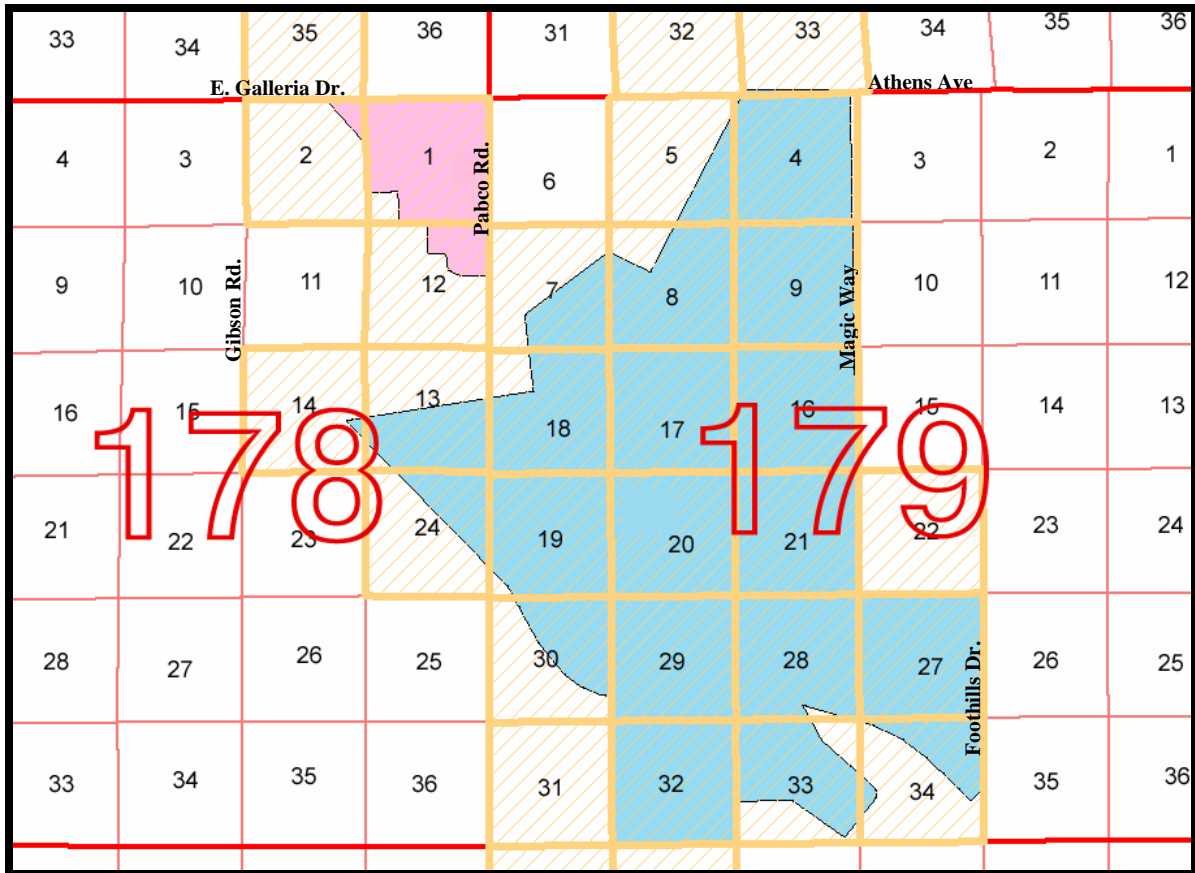 33 34 35 36 31 32 33 34 35 36
E. Galleria Dr. Athens Ave
4 3 2 1 6 5 4 3 2 1
Pabco Rd.
9 10 11 12 7 8 9 10 11 12
Gibson Rd. Magic Way
16 15 14 13 18 17 16 15 14 13
178 179
21 22 23 24 19 20 21 22 23 24
28 27 26 25 30 29 28 27 26 25
Foothills Dr.
33 34 35 36 31 32 33 34 35 36